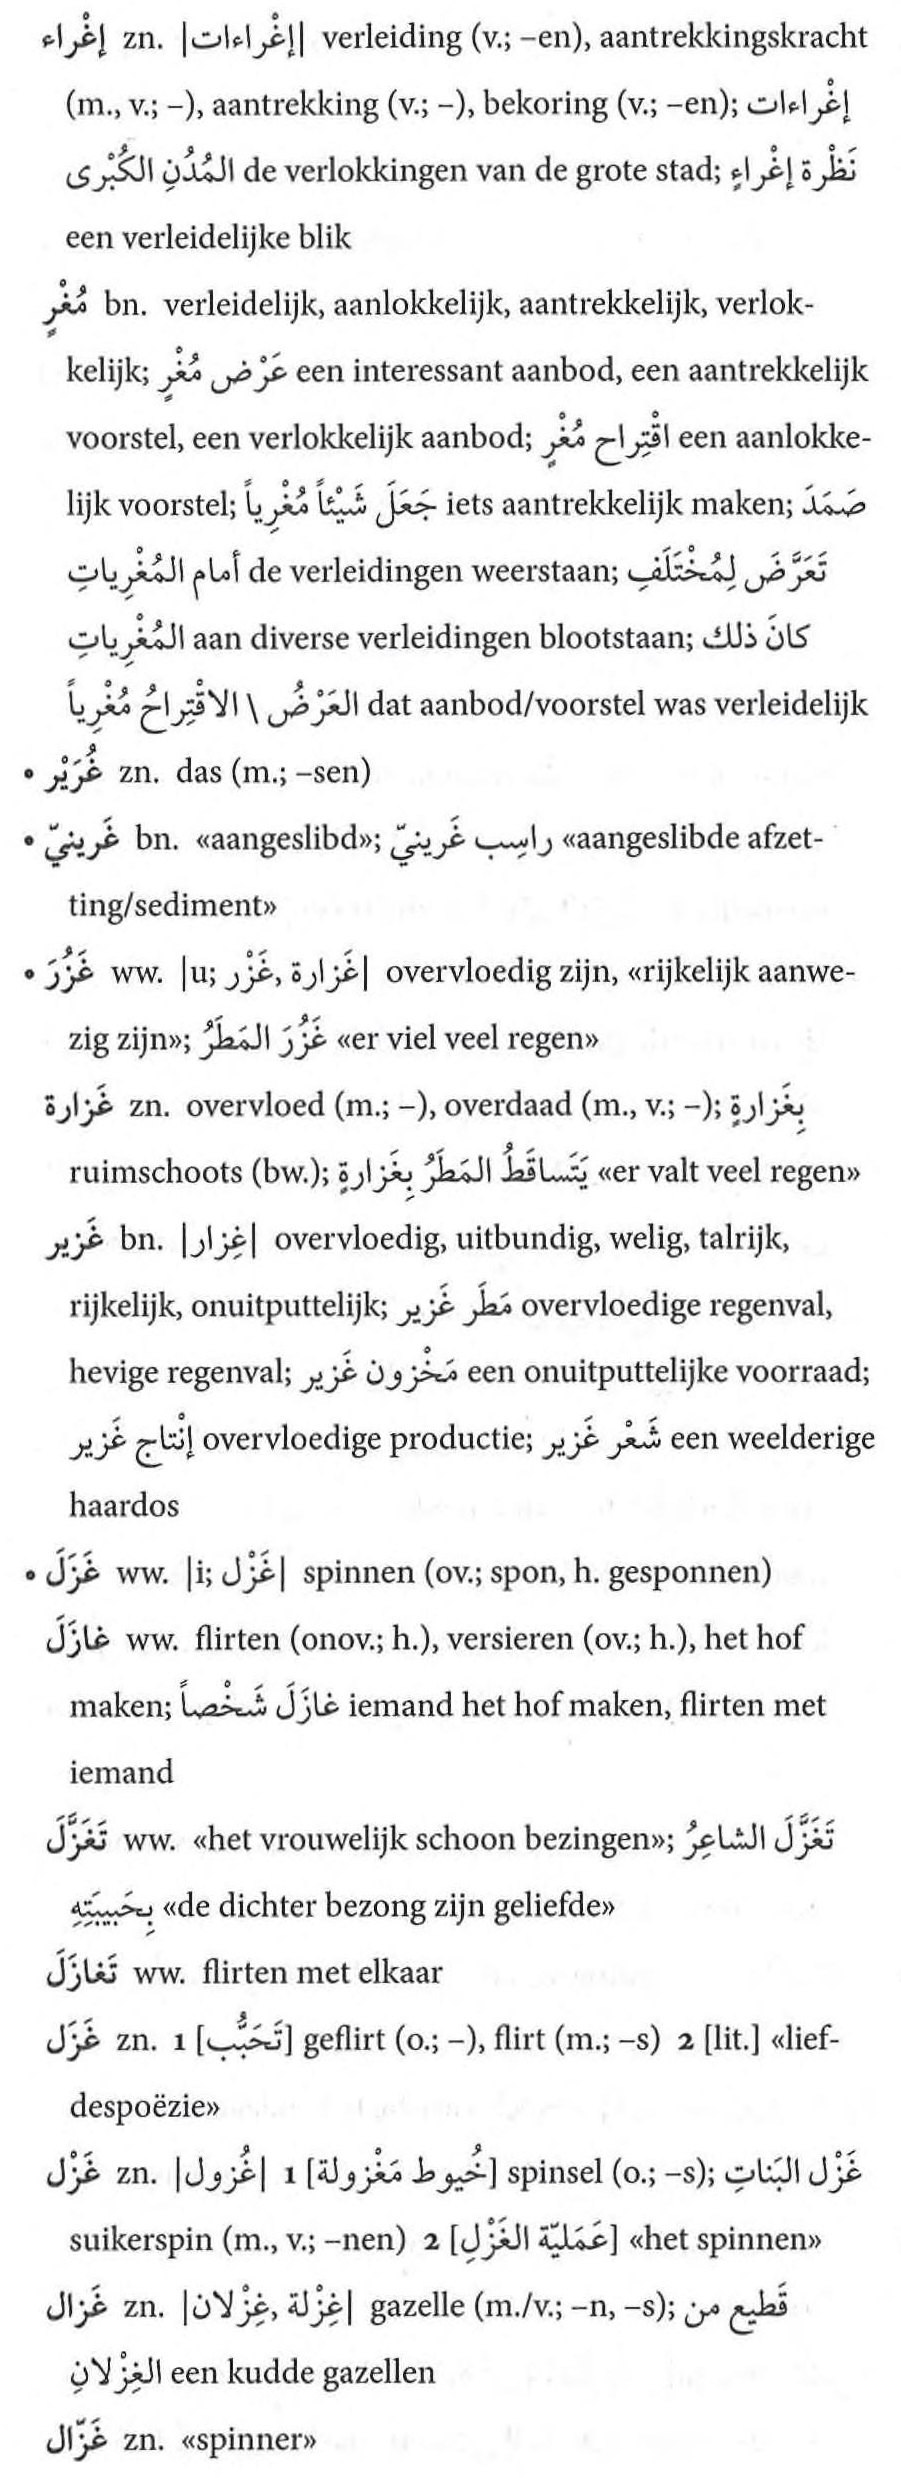 إغْراء zn. |إغْراءات| verleiding (v.; –en), aantrekkingskracht
(m., v.; –), aantrekking (v.; –), bekoring (v.; –en); إغْراءات
المُدُنِ الكُبْرى de verlokkingen van de grote stad; نَظْرة إغْراءٍ
een verleidelijke blik
مُغْرٍ bn. verleidelijk, aanlokkelijk, aantrekkelijk, verlok-
kelijk; عَرْض مُغْرٍ een interessant aanbod, een aantrekkelijk
voorstel, een verlokkelijk aanbod; اقْتِراح مُغْرٍ een aanlokke-
lijk voorstel; جَعَلَ شَيْئاً مُغْرِياً iets aantrekkelijk maken; صَمَدَ
أمام المُغْرِياتِ de verleidingen weerstaan; تَعَرَّضَ لِمُخْتَلَفِ
المُغْرِياتِ aan diverse verleidingen blootstaan; كانَ ذلك
العَرْضُ \ الاقْتِراحُ مُغْرِياً dat aanbod/voorstel was verleidelijk
• غُرَيْر zn. das (m.; –sen)
• غَرينيّ bn. «aangeslibd»; راسِب غَرينيّ «aangeslibde afzet-
ting/sediment»
• غَزُرَ ww. |u; غَزارة, غَزْر| overvloedig zijn, «rijkelijk aanwe-
zig zijn»; غَزُرَ المَطَرُ «er viel veel regen»
غَزارة zn. overvloed (m.; –), overdaad (m., v.; –); بِغَزارةٍ
ruimschoots (bw.); يَتَساقَطُ المَطَرُ بِغَزارةٍ «er valt veel regen»
غَزير bn. |غِزار| overvloedig, uitbundig, welig, talrijk,
rijkelijk, onuitputtelijk; مَطَر غَزير overvloedige regenval,
hevige regenval; مَخْزون غَزير een onuitputtelijke voorraad;
إنْتاج غَزير overvloedige productie; شَعْر غَزير een weelderige
haardos
• غَزَلَ ww. |i; غَزْل| spinnen (ov.; spon, h. gesponnen)
غازَلَ ww. flirten (onov.; h.), versieren (ov.; h.), het hof
maken; غازَلَ شَخْصاً iemand het hof maken, flirten met
iemand
تَغَزَّلَ ww. «het vrouwelijk schoon bezingen»; تَغَزَّلَ الشاعِرُ
بِحَبيبَتِهِ «de dichter bezong zijn geliefde»
تَغازَلَ ww. flirten met elkaar
غَزَل zn. 1 [تَحَبُّب] geflirt (o.; –), flirt (m.; –s) 2 [lit.] «lief-
despoëzie»
غَزْل zn. |غُزول| 1 [خُيوط مَغْزولة] spinsel (o.; –s); غَزْل البَناتِ
suikerspin (m., v.; –nen) 2 [عَمَليّة الغَزْلِ] «het spinnen»
غَزال zn. |غِزْلة, غِزْلان| gazelle (m./v.; –n, –s); قَطيع من
الغِزْلانِ een kudde gazellen
غَزّال zn. «spinner»